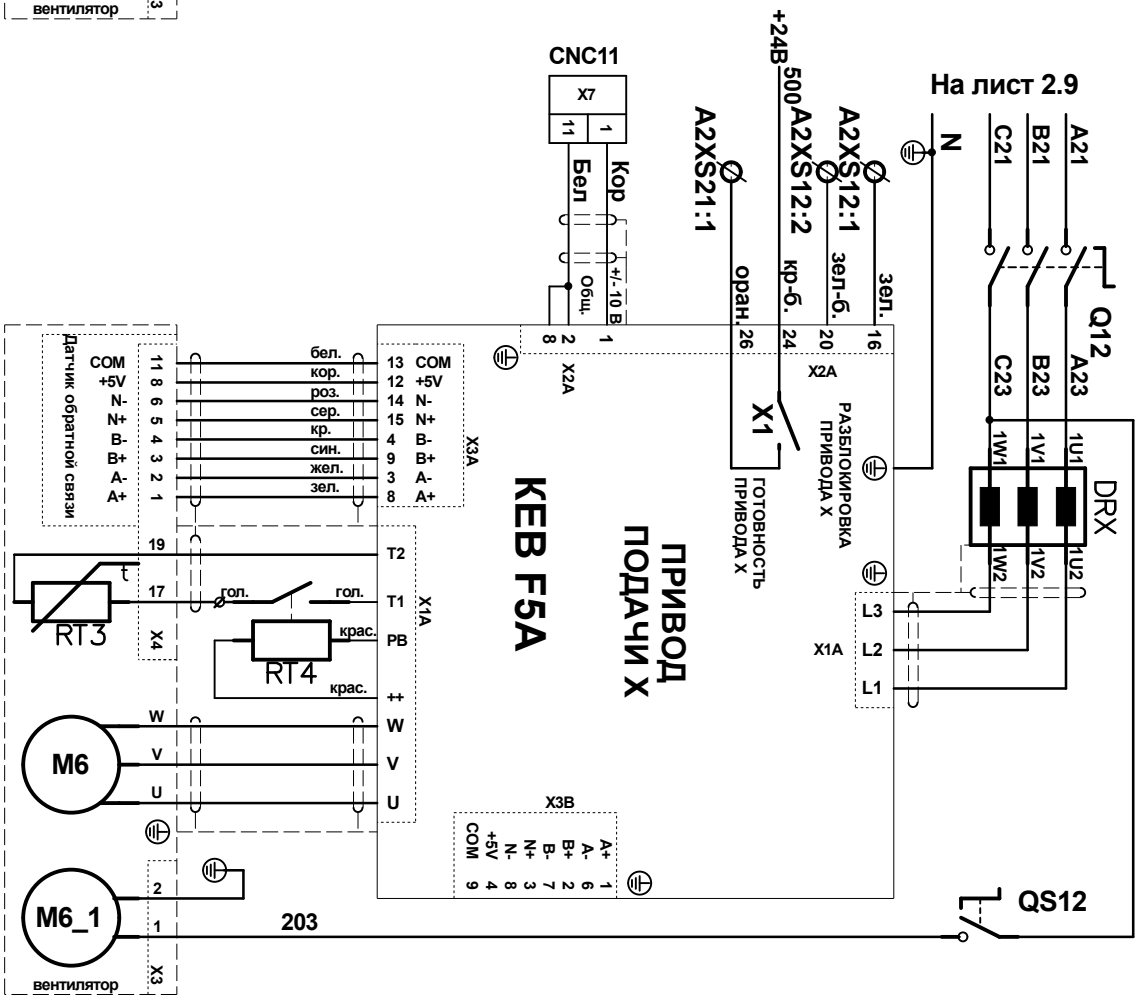 вентилятор
3
CNC11
X7
11
1
Бел
Кор
Общ.
+/- 10 В
8
2
1
X2A
+24В
500
A2XS21:1
A2XS12:2
A2XS12:1
оран.
кр-б.
зел-б.
зел.
26
24
20
16
X2A
X1
РАЗБЛОКИРОВКА
ПРИВОДА X
ГОТОВНОСТЬ
ПРИВОДА X
На лист 2.9
N
C21
B21
A21
Q12
C23
B23
A23
1W1
1V1
1U1
DRX
1W2
1V2
1U2
L3
L2
L1
X1A
KEB F5A
ПРИВОД
ПОДАЧИ X
Датчик обратной связи
COM 11 бел. 13 COM
+5V 8 кор. 12 +5V
N- 6 роз. 14 N-
N+ 5 сер. 15 N+
B- 4 кр. 4 B-
B+ 3 син. 9 B+
A- 2 жел. 3 A-
A+ 1 зел. 8 A+
X3A
19
T2
t
17
гол.
гол.
T1
X1A
RT3
X4
крас.
PB
RT4
крас.
++
W
W
M6
V
V
U
U
X3B
A+ 1
A- 6
B+ 2
B- 7
N+ 3
N- 8
+5V 4
COM 9
2
M6_1
1
203
QS12
X3
вентилятор